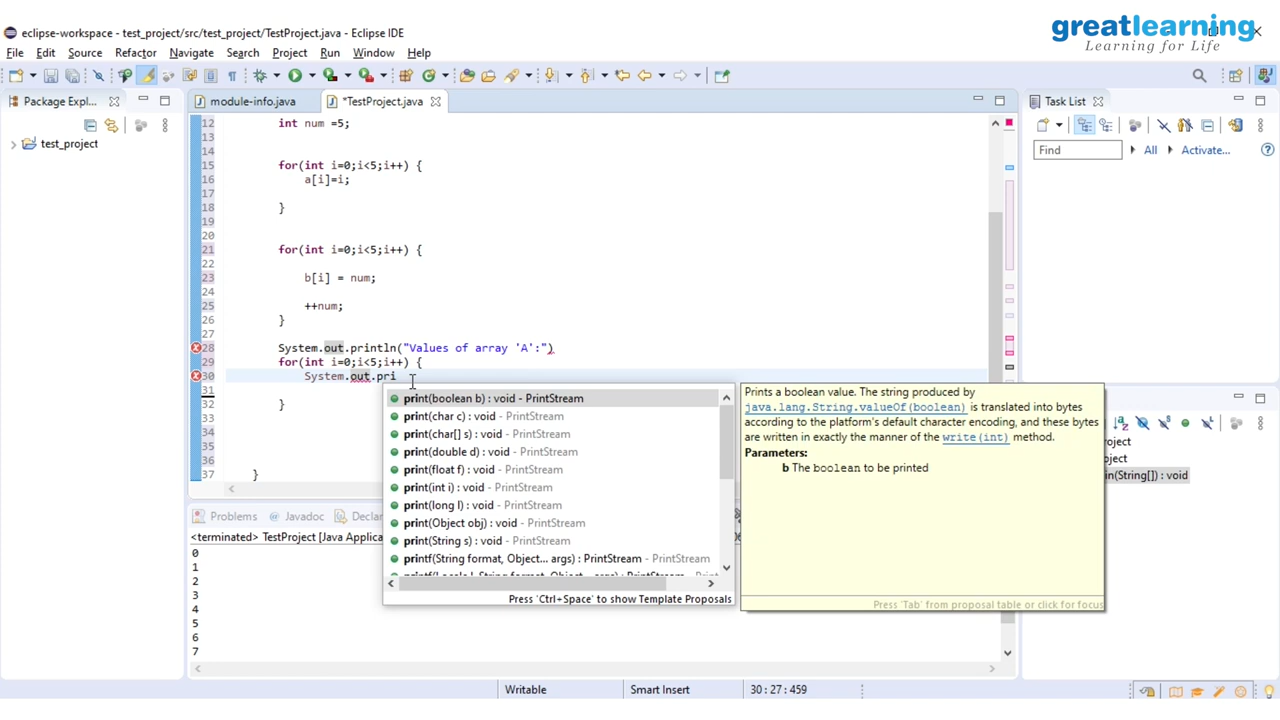 eclipse-workspace - test_project/src/test_project/TestProject.java - Eclipse IDE
greatlearning
Learning for Life
File Edit Source Refactor Navigate Search Project Run Window Help
Package Expl...
module-info.java
*TestProject.java
Task List
test_project
Find
All
Activate...
12 int num =5;
13
14
15 for(int i=0;i<5;i++) {
16 a[i]=i;
17
18 }
19
20
21 for(int i=0;i<5;i++) {
22
23 b[i] = num;
24
25 ++num;
26 }
27
28 System.out.println("Values of array 'A':")
29 for(int i=0;i<5;i++) {
30 System.out.pri
31
32 }
33
34
35
36
37 }
print(boolean b) : void - PrintStream
print(char c) : void - PrintStream
print(char[] s) : void - PrintStream
print(double d) : void - PrintStream
print(float f) : void - PrintStream
print(int i) : void - PrintStream
print(long l) : void - PrintStream
print(Object obj) : void - PrintStream
print(String s) : void - PrintStream
printf(String format, Object... args) : PrintStream - PrintStream
printf(Locale l, String format, Object... args) : PrintStream - Print
Press 'Ctrl+Space' to show Template Proposals
Prints a boolean value. The string produced by
java.lang.String.valueOf(boolean) is translated into bytes
according to the platform's default character encoding, and these bytes
are written in exactly the manner of the write(int) method.
Parameters:
b The boolean to be printed
Press 'Tab' from proposal table or click for focus
oject
ject
in(String[]) : void
Problems
Javadoc
Declar
<terminated> TestProject [Java Applica
0
1
2
3
4
5
6
7
Writable
Smart Insert
30 : 27 : 459